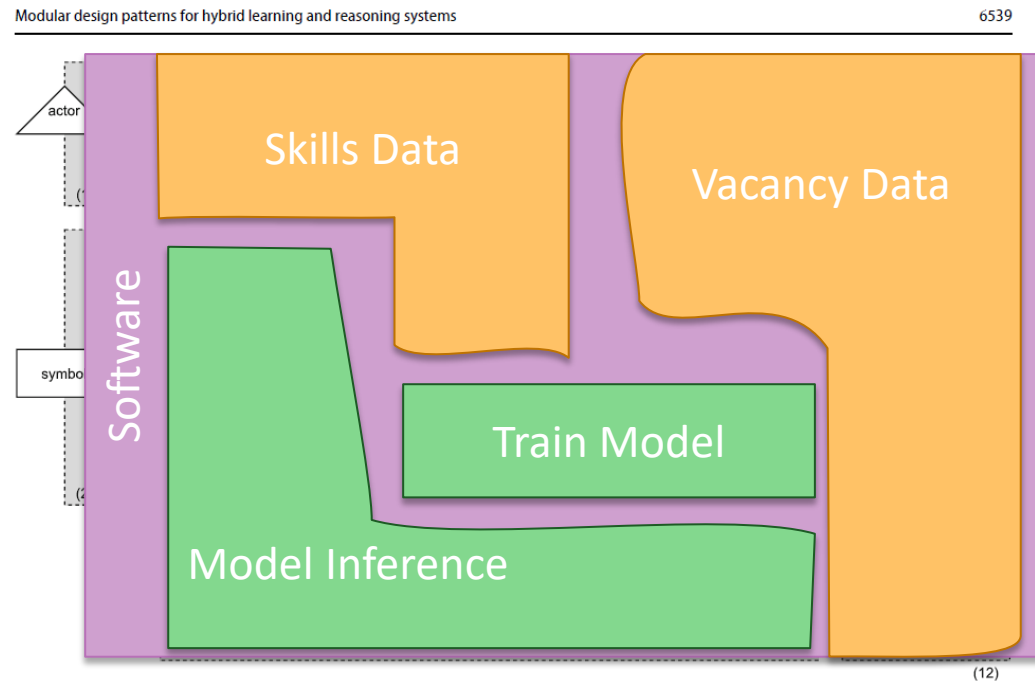 Modular design patterns for hybrid learning and reasoning systems 6539
actor
Skills Data
Vacancy Data
Software
Train Model
Model Inference
(12)